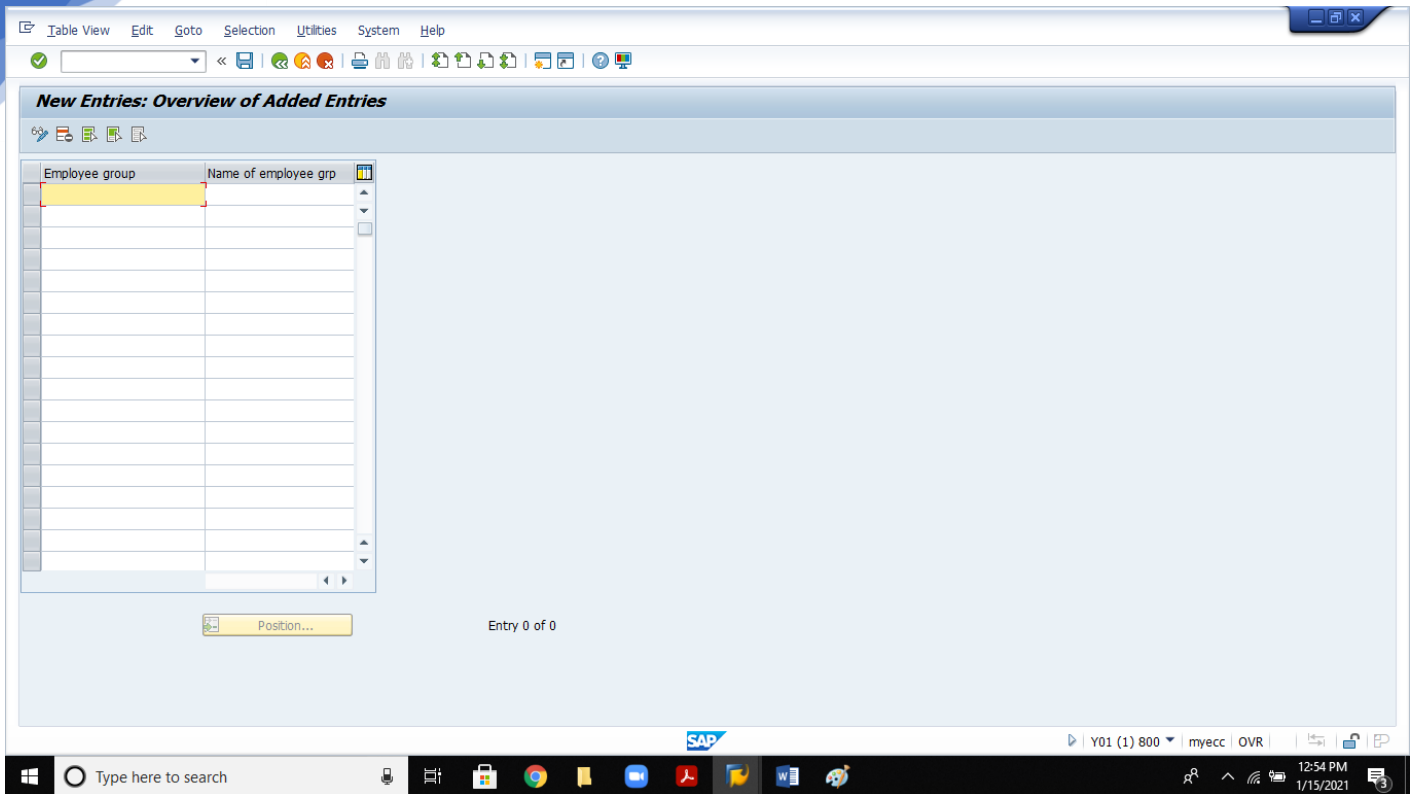 Table View Edit Goto Selection Utilities System Help
New Entries: Overview of Added Entries
Employee group Name of employee grp
Position... Entry 0 of 0
SAP Y01 (1) 800 myecc OVR
Type here to search 12:54 PM
1/15/2021 3